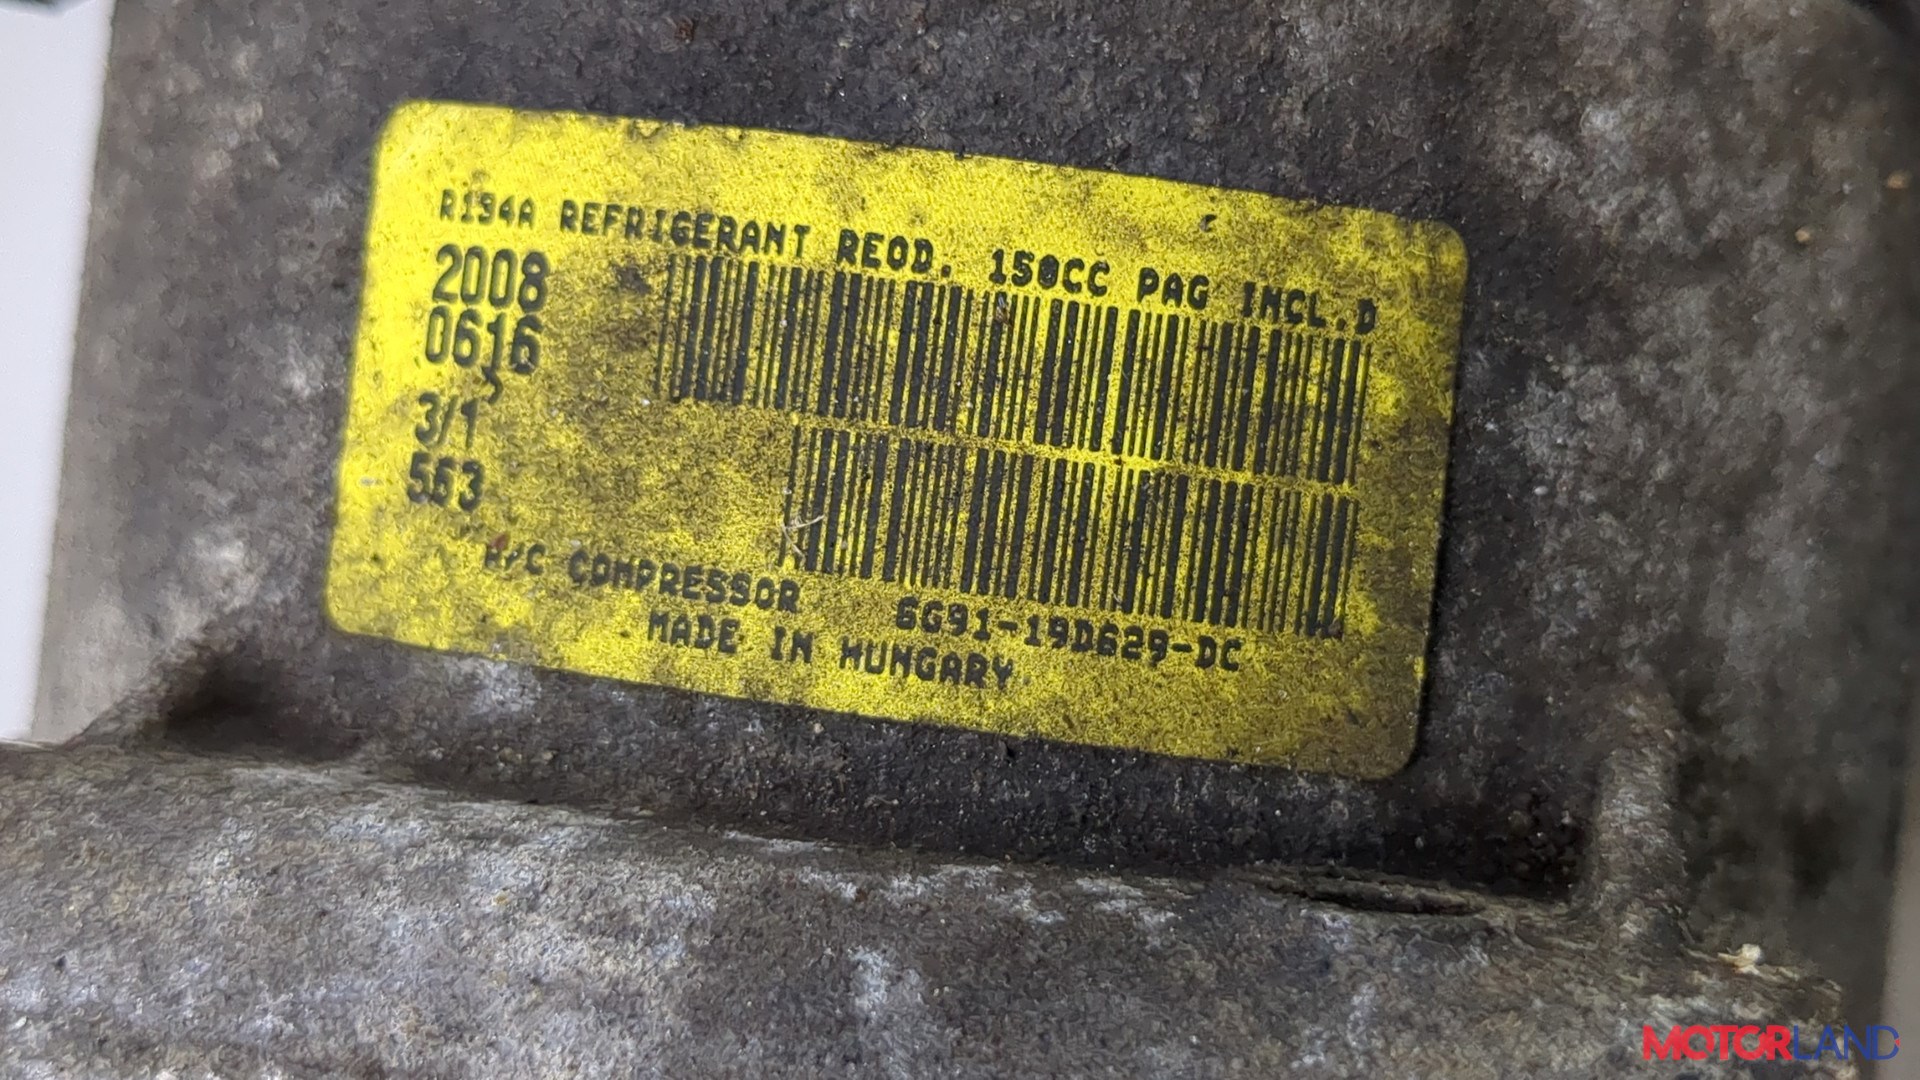 R134A REFRIGERANT REQD. 150CC PAG INCL.D
2008
0616
3/1
563
A/C COMPRESSOR 6G91-19D629-DC
MADE IN HUNGARY
MOTORLAND